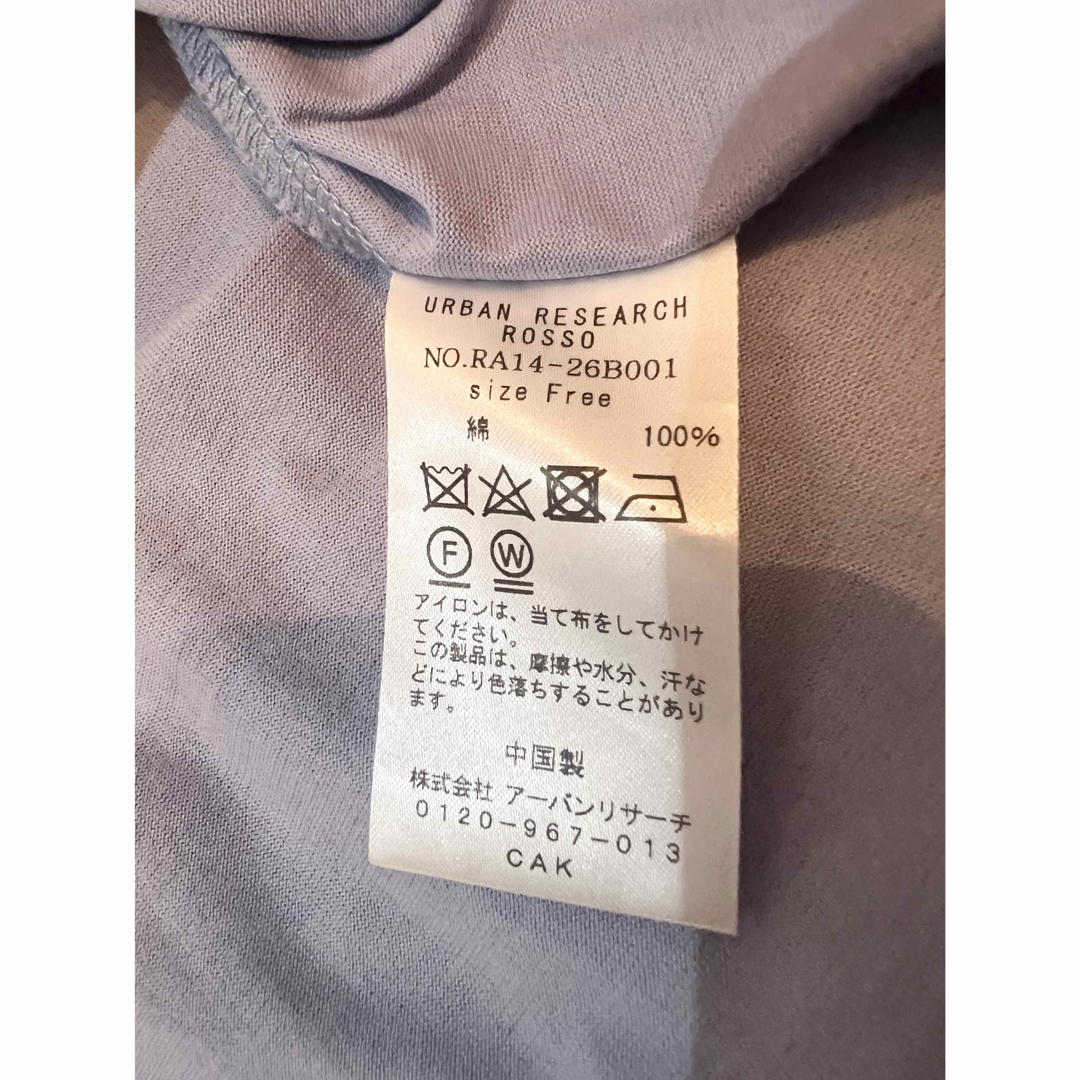 URBAN RESEARCH
ROSSO
NO.RA14-26B001
size Free
綿 100%
F W
アイロンは、当て布をしてかけ
てください。
この製品は、摩擦や水分、汗な
どにより色落ちすることがあり
ます。
中国製
株式会社 アーバンリサーチ
0120-967-013
CAK